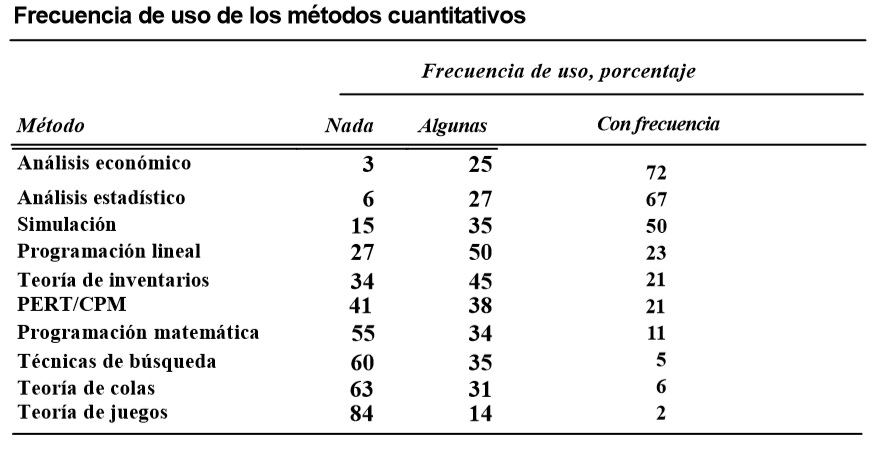 Frecuencia de uso de los métodos cuantitativos
Frecuencia de uso, porcentaje
Método Nada Algunas Con frecuencia
Análisis económico 3 25 72
Análisis estadístico 6 27 67
Simulación 15 35 50
Programación lineal 27 50 23
Teoría de inventarios 34 45 21
PERT/CPM 41 38 21
Programación matemática 55 34 11
Técnicas de búsqueda 60 35 5
Teoría de colas 63 31 6
Teoría de juegos 84 14 2